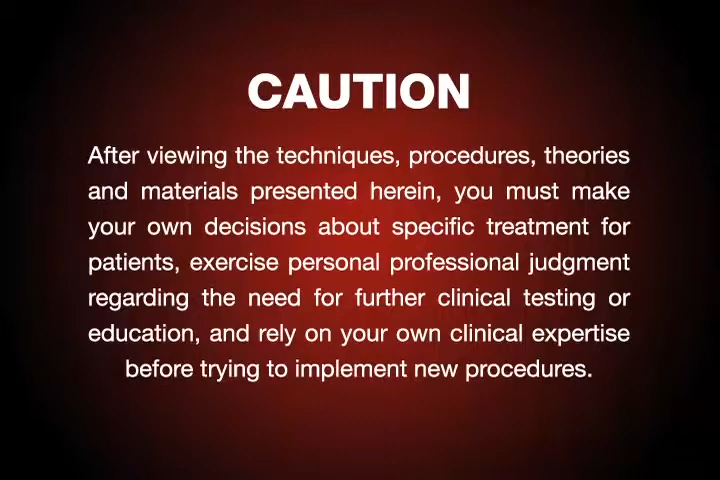 CAUTION
After viewing the techniques, procedures, theories
and materials presented herein, you must make
your own decisions about specific treatment for
patients, exercise personal professional judgment
regarding the need for further clinical testing or
education, and rely on your own clinical expertise
before trying to implement new procedures.